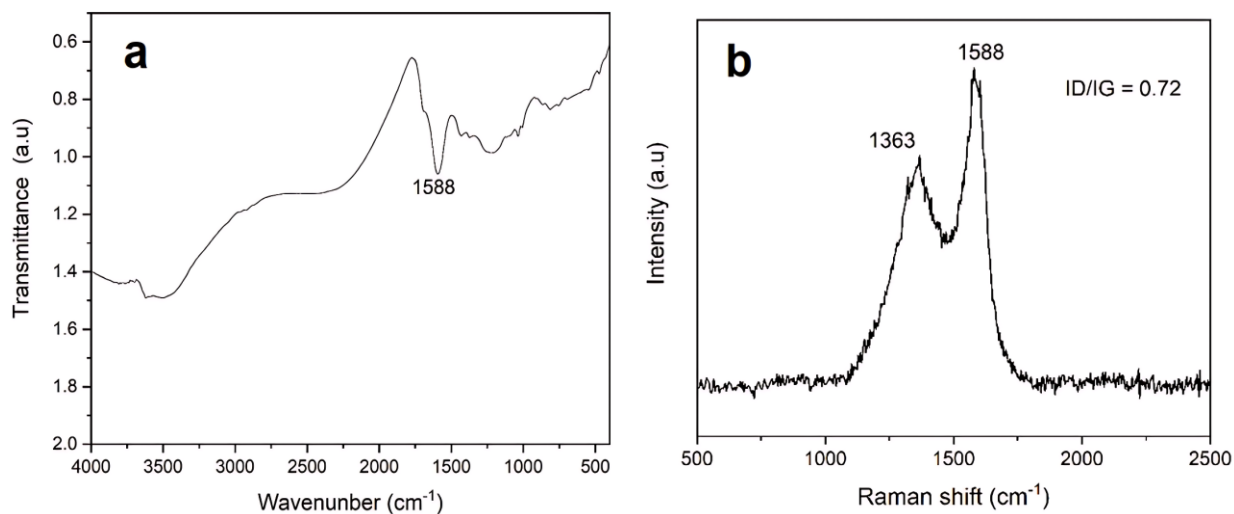 a
0.6
0.8
1.0
1.2
1.4
1.6
1.8
2.0
Transmittance (a.u)
1588
4000 3500 3000 2500 2000 1500 1000 500
Wavenunber (cm⁻¹)
b
1588
1363
ID/IG = 0.72
Intensity (a.u)
500 1000 1500 2000 2500
Raman shift (cm⁻¹)